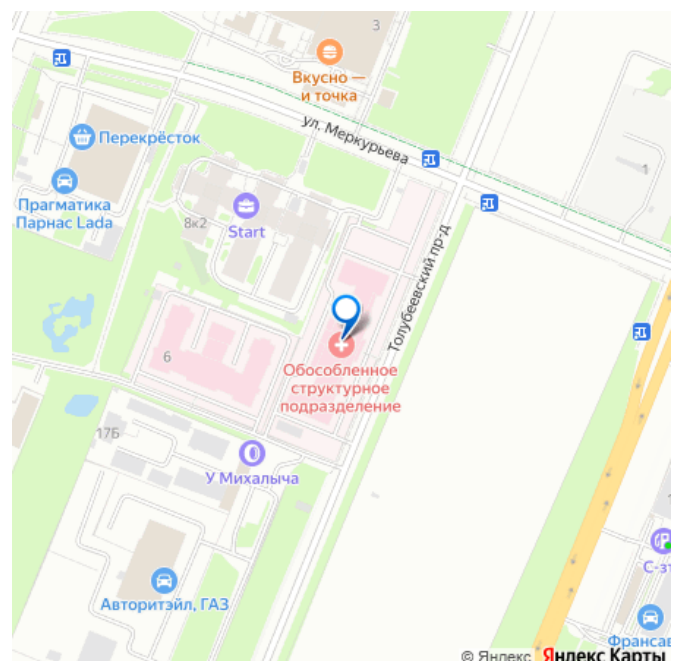 3
Вкусно —
и точка
ул. Меркурьева
Перекрёсток
1
Прагматика
Парнас Lada
8к2
Start
Толубеевский пр-д
6
Обособленное
структурное
подразделение
17Б
У Михалыча
Авторитэйл, ГАЗ
© Яндекс Яндекс Карты